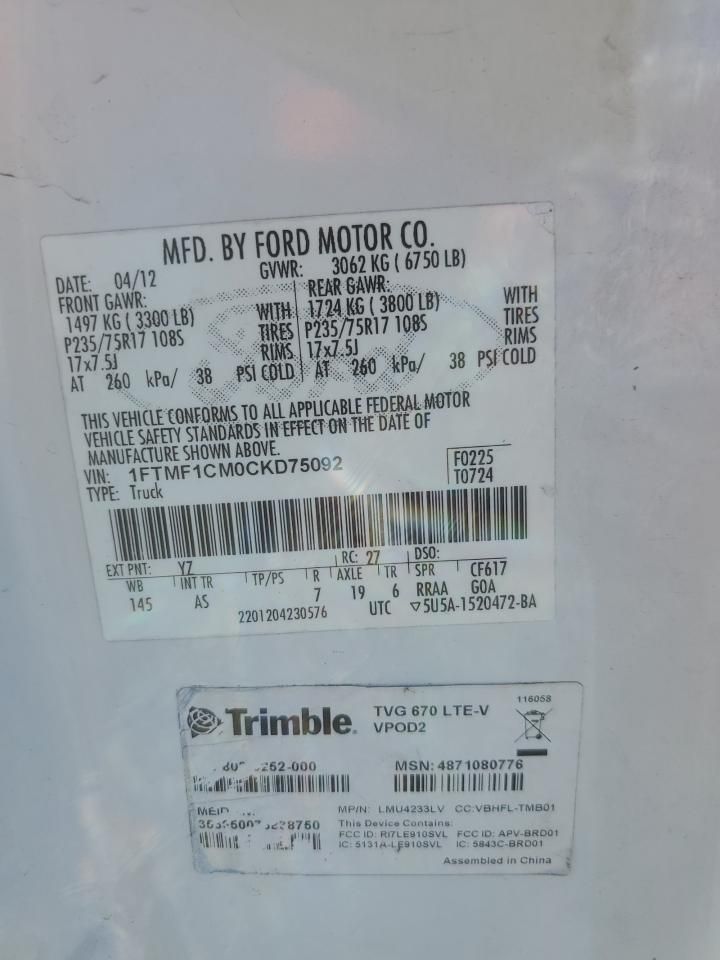 MFD. BY FORD MOTOR CO.
DATE: 04/12 GVWR: 3062 KG ( 6750 LB)
FRONT GAWR: REAR GAWR:
1497 KG ( 3300 LB) WITH 1724 KG ( 3800 LB) WITH
P235/75R17 108S TIRES P235/75R17 108S TIRES
17x7.5J RIMS 17x7.5J RIMS
AT 260 kPa/ 38 PSI COLD AT 260 kPa/ 38 PSI COLD
THIS VEHICLE CONFORMS TO ALL APPLICABLE FEDERAL MOTOR
VEHICLE SAFETY STANDARDS IN EFFECT ON THE DATE OF
MANUFACTURE SHOWN ABOVE.
VIN: 1FTMF1CM0CKD75092 F0225
TYPE: Truck T0724
EXT PNT: YZ RC: 27 DSO:
WB INT TR TP/PS R AXLE TR SPR CF617
145 AS 7 19 6 RRAA GOA
2201204230576 UTC ▽5U5A-1520472-BA
Trimble. TVG 670 LTE-V 116058
VPOD2
252-000 MSN: 4871080776
MEID
MP/N: LMU4233LV CC:VBHFL-TMB01
This Device Contains:
FCC ID: RI7LE910SVL FCC ID: APV-BRD01
IC: 5131A-LE910SVL IC: 5843C-BRD01
Assembled in China